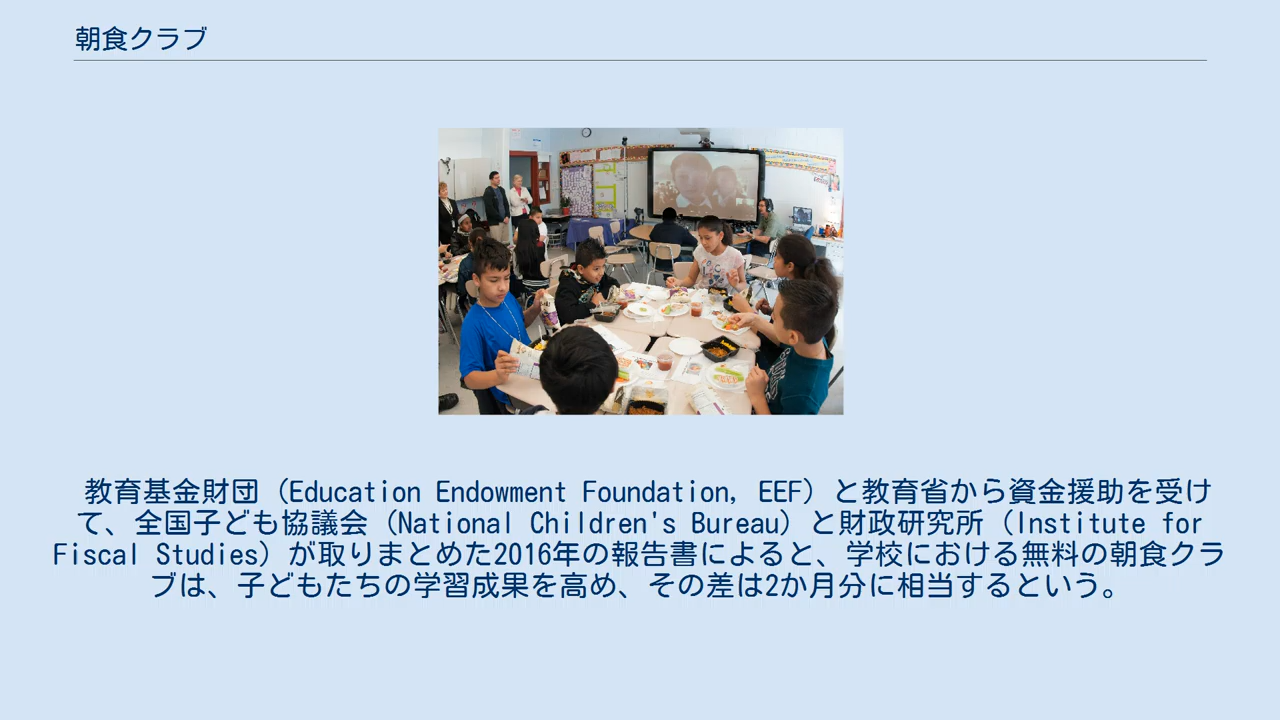 朝食クラブ
教育基金財団（Education Endowment Foundation, EEF）と教育省から資金援助を受け
て、全国子ども協議会（National Children's Bureau）と財政研究所（Institute for
Fiscal Studies）が取りまとめた2016年の報告書によると、学校における無料の朝食クラ
ブは、子どもたちの学習成果を高め、その差は2か月分に相当するという。